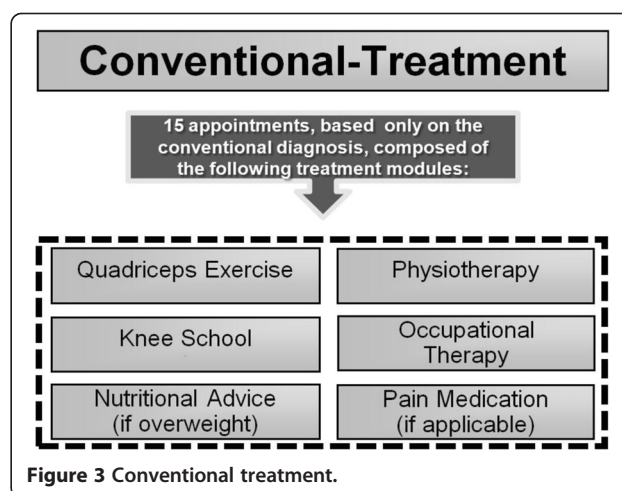 Conventional-Treatment
15 appointments, based only on the
conventional diagnosis, composed of
the following treatment modules:
Quadriceps Exercise
Physiotherapy
Knee School
Occupational
Therapy
Nutritional Advice
(if overweight)
Pain Medication
(if applicable)
Figure 3 Conventional treatment.